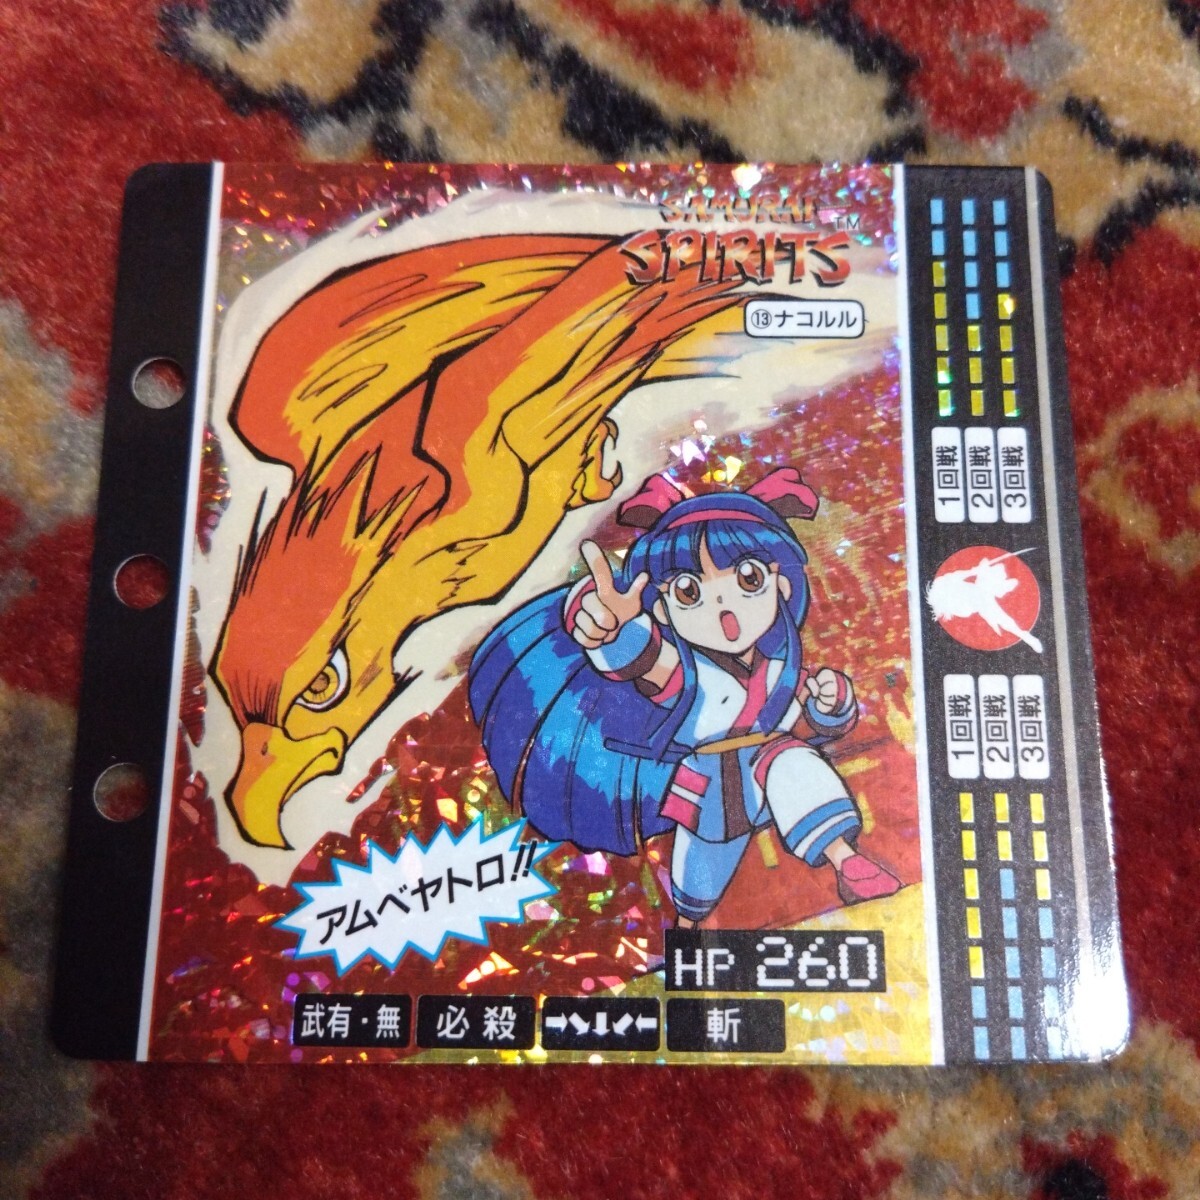 SAMURAI
SPIRITS™
⑬ナコルル
アムベヤトロ!!
HP 260
武有・無 必殺 →↘↓↙← 斬
1回戦
2回戦
3回戦
1回戦
2回戦
3回戦